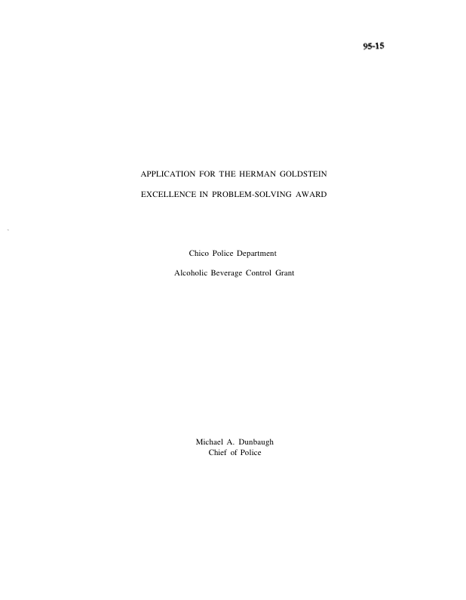 95-15
APPLICATION FOR THE HERMAN GOLDSTEIN
EXCELLENCE IN PROBLEM-SOLVING AWARD
Chico Police Department
Alcoholic Beverage Control Grant
Michael A. Dunbaugh
Chief of Police